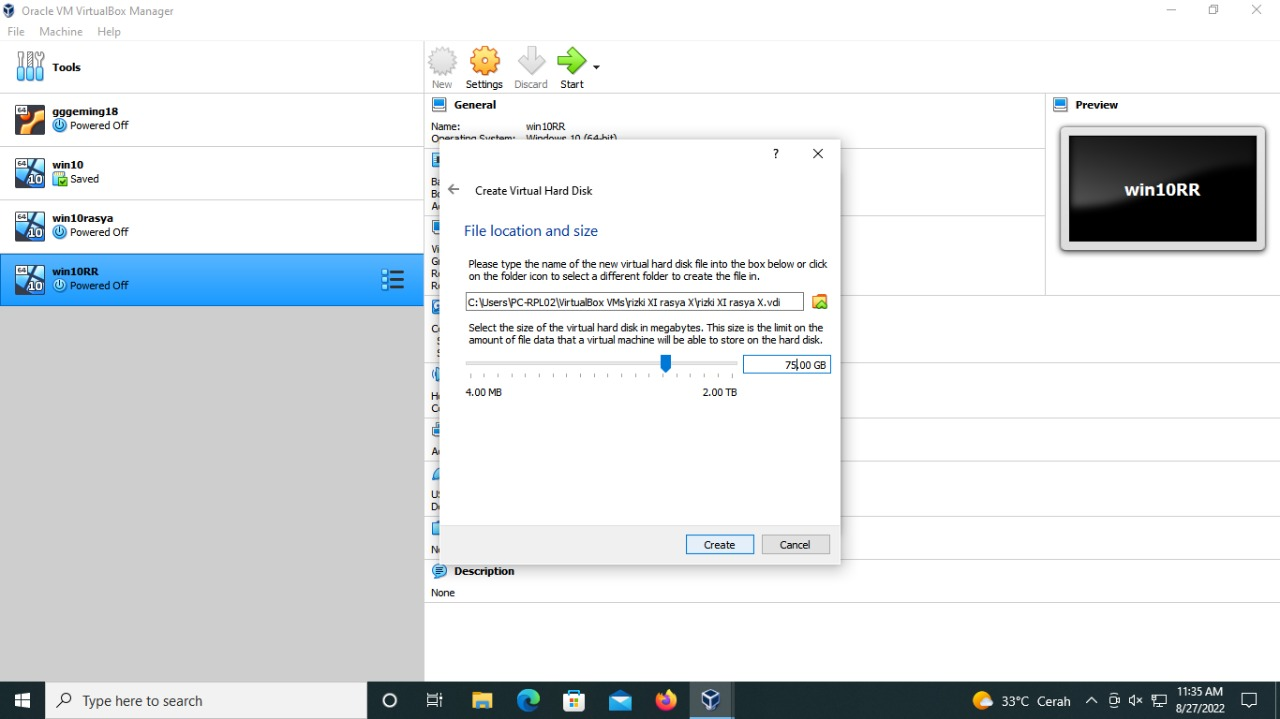 Oracle VM VirtualBox Manager
File Machine Help
Tools
New Settings Discard Start
gggeming18
Powered Off
win10
Saved
win10rasya
Powered Off
win10RR
Powered Off
General
Name: win10RR
Operating System: Windows 10 (64-bit)
Preview
win10RR
Create Virtual Hard Disk
File location and size
Please type the name of the new virtual hard disk file into the box below or click
on the folder icon to select a different folder to create the file in.
C:\Users\PC-RPL02\VirtualBox VMs\rizki XI rasya X\rizki XI rasya X.vdi
Select the size of the virtual hard disk in megabytes. This size is the limit on the
amount of file data that a virtual machine will be able to store on the hard disk.
75.00 GB
4.00 MB 2.00 TB
Create Cancel
Description
None
Type here to search
33°C Cerah
11:35 AM
8/27/2022